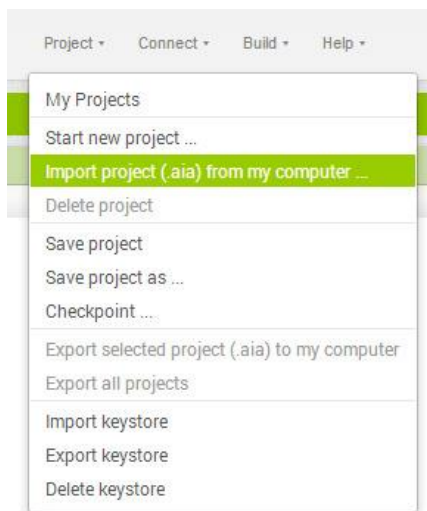 Project Connect Build Help
My Projects
Start new project ...
Import project (.aia) from my computer ...
Delete project
Save project
Save project as ...
Checkpoint ...
Export selected project (.aia) to my computer
Export all projects
Import keystore
Export keystore
Delete keystore